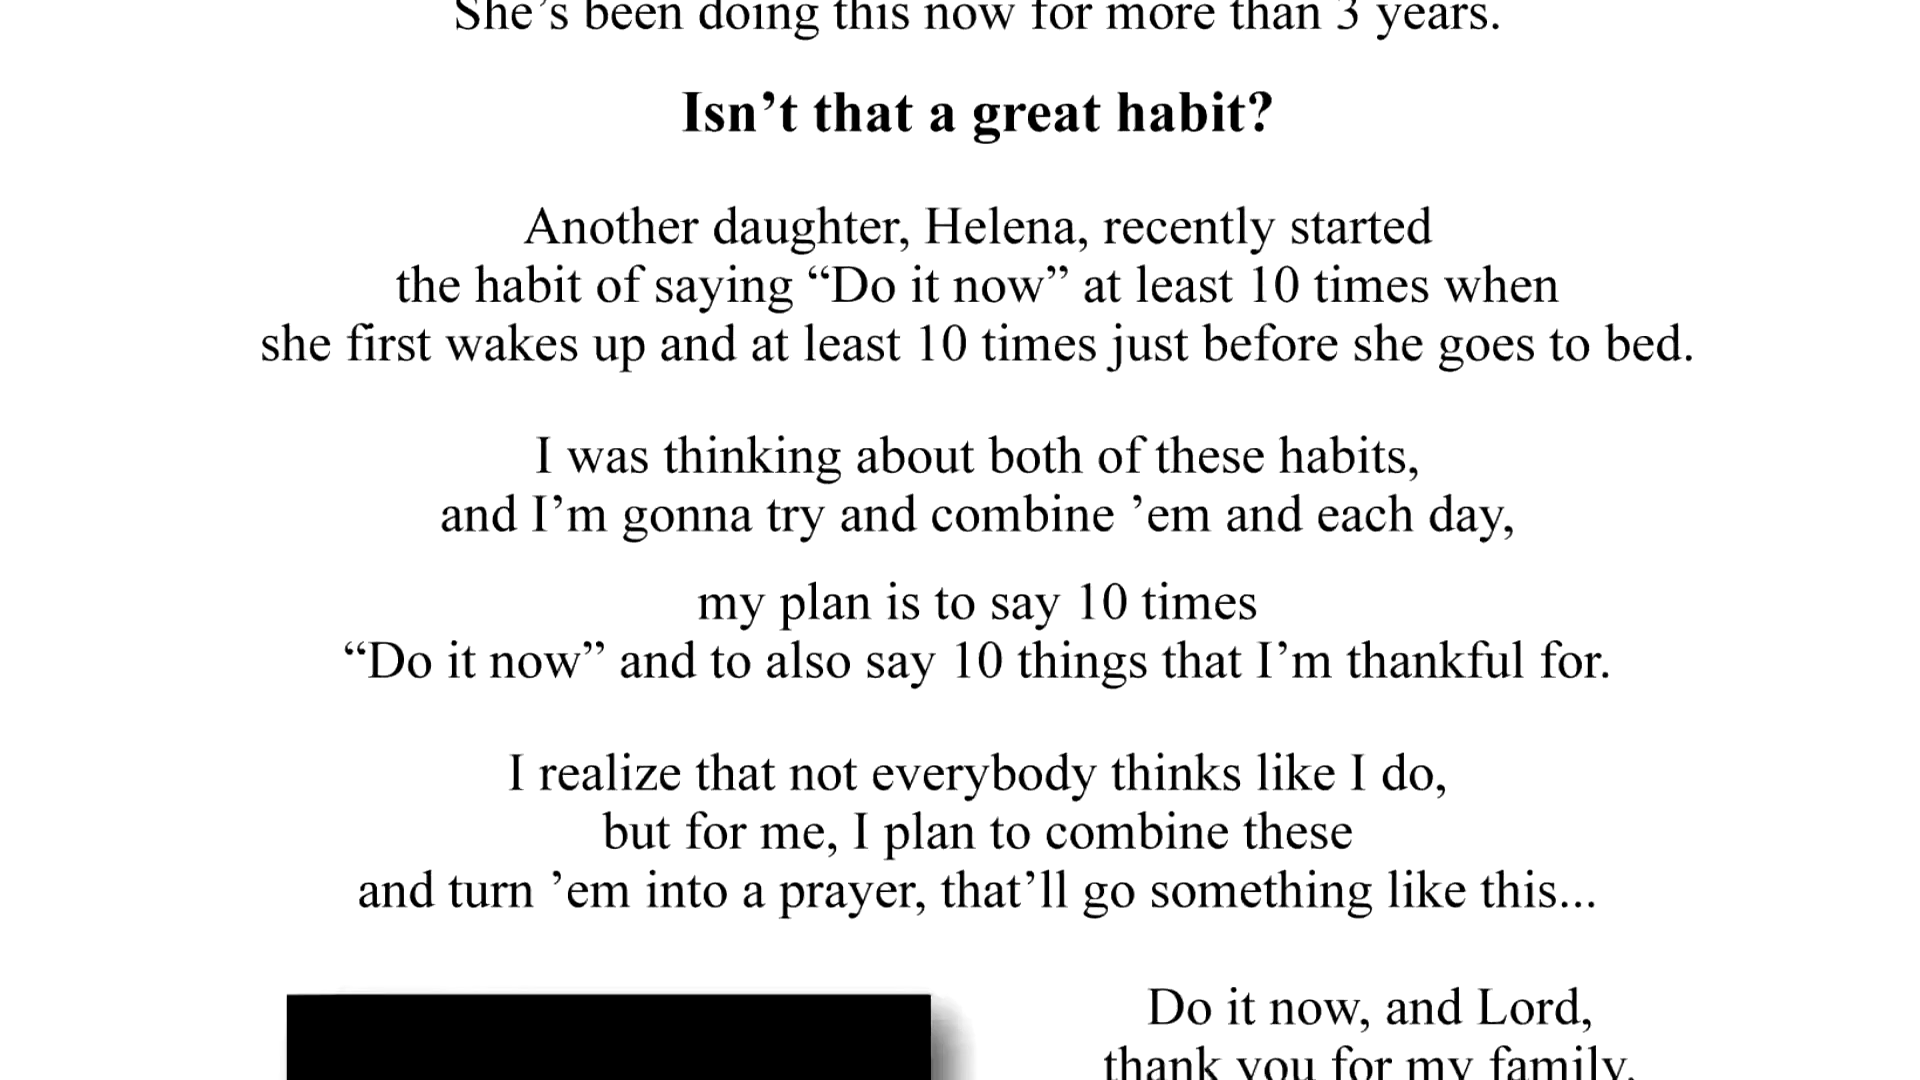 She’s been doing this now for more than 3 years.
Isn’t that a great habit?
Another daughter, Helena, recently started
the habit of saying “Do it now” at least 10 times when
she first wakes up and at least 10 times just before she goes to bed.
I was thinking about both of these habits,
and I’m gonna try and combine ’em and each day,
my plan is to say 10 times
“Do it now” and to also say 10 things that I’m thankful for.
I realize that not everybody thinks like I do,
but for me, I plan to combine these
and turn ’em into a prayer, that’ll go something like this...
Do it now, and Lord,
thank you for my family.